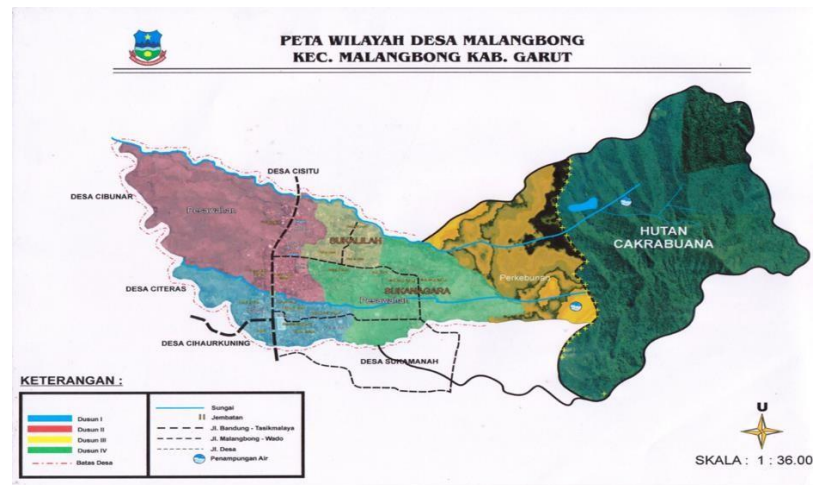 PETA WILAYAH DESA MALANGBONG
KEC. MALANGBONG KAB. GARUT
DESA CISITU
DESA CIBUNAR
Pesawahan
SUKALILAH
HUTAN
CAKRABUANA
Perkebunan
DESA CITERAS
SUKANAGARA
Pesawahan
DESA CIHAURKUNING
DESA SUKAMANAH
KETERANGAN :
Dusun I
Dusun II
Dusun III
Dusun IV
Batas Desa
Sungai
Jembatan
Jl. Bandung - Tasikmalaya
Jl. Malangbong - Wado
Jl. Desa
Penampungan Air
U
SKALA : 1 : 36.00